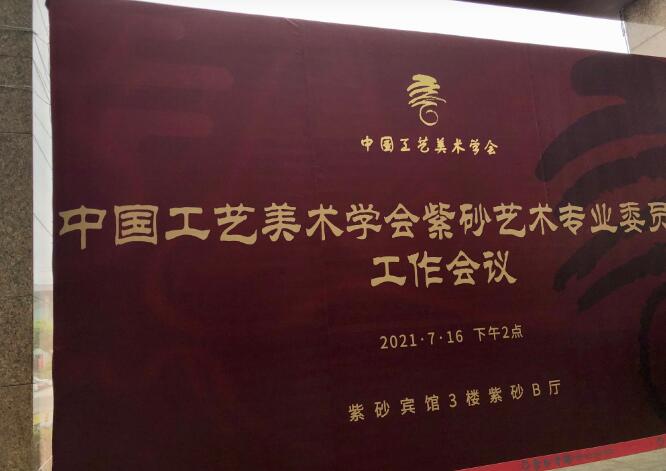 中国工艺美术学会
中国工艺美术学会紫砂艺术专业委员
工作会议
2021·7·16 下午2点
紫砂宾馆3楼紫砂B厅